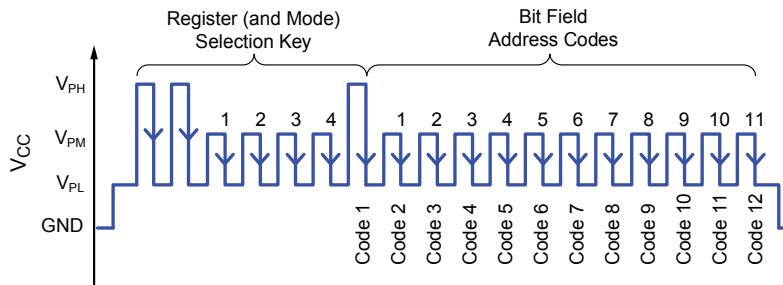 Register (and Mode)
Selection Key
Bit Field
Address Codes
VCC
VPH
VPM
VPL
GND
1 2 3 4
1 2 3 4 5 6 7 8 9 10 11
Code 1
Code 2
Code 3
Code 4
Code 5
Code 6
Code 7
Code 8
Code 9
Code 10
Code 11
Code 12